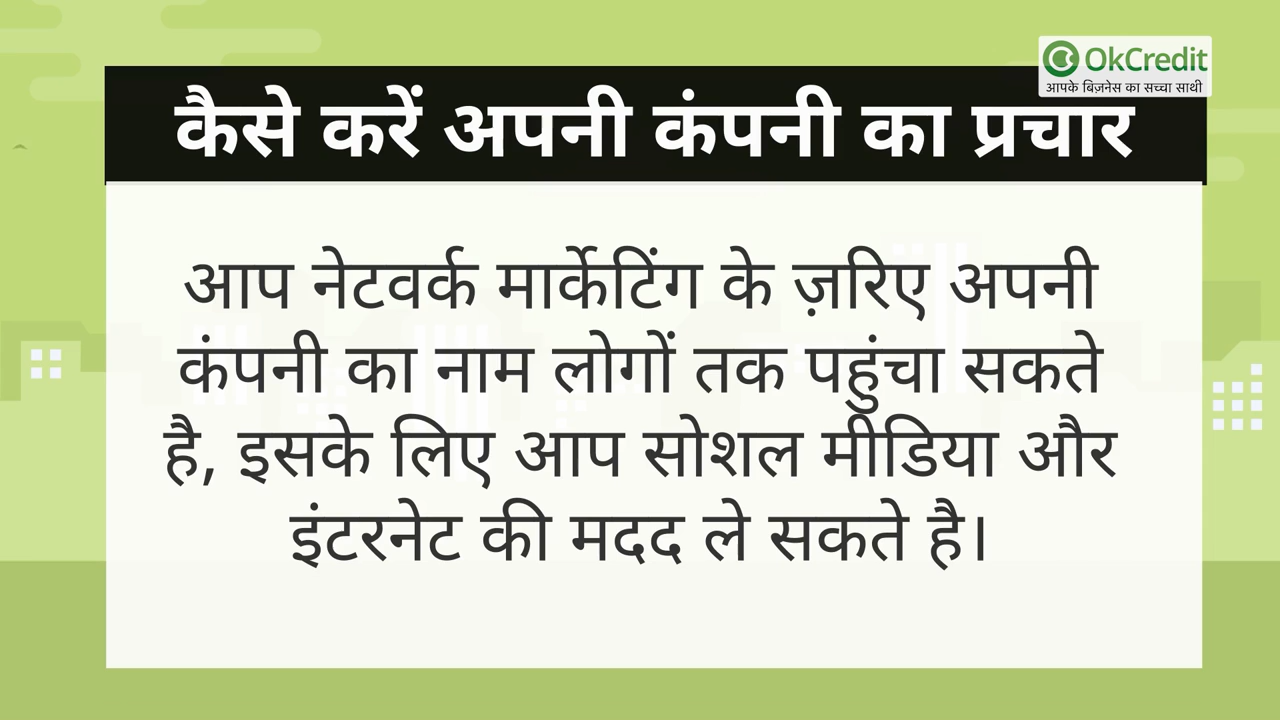 OkCredit
आपके बिज़नेस का सच्चा साथी
कैसे करें अपनी कंपनी का प्रचार
आप नेटवर्क मार्केटिंग के ज़रिए अपनी
कंपनी का नाम लोगों तक पहुंचा सकते
है, इसके लिए आप सोशल मीडिया और
इंटरनेट की मदद ले सकते है।